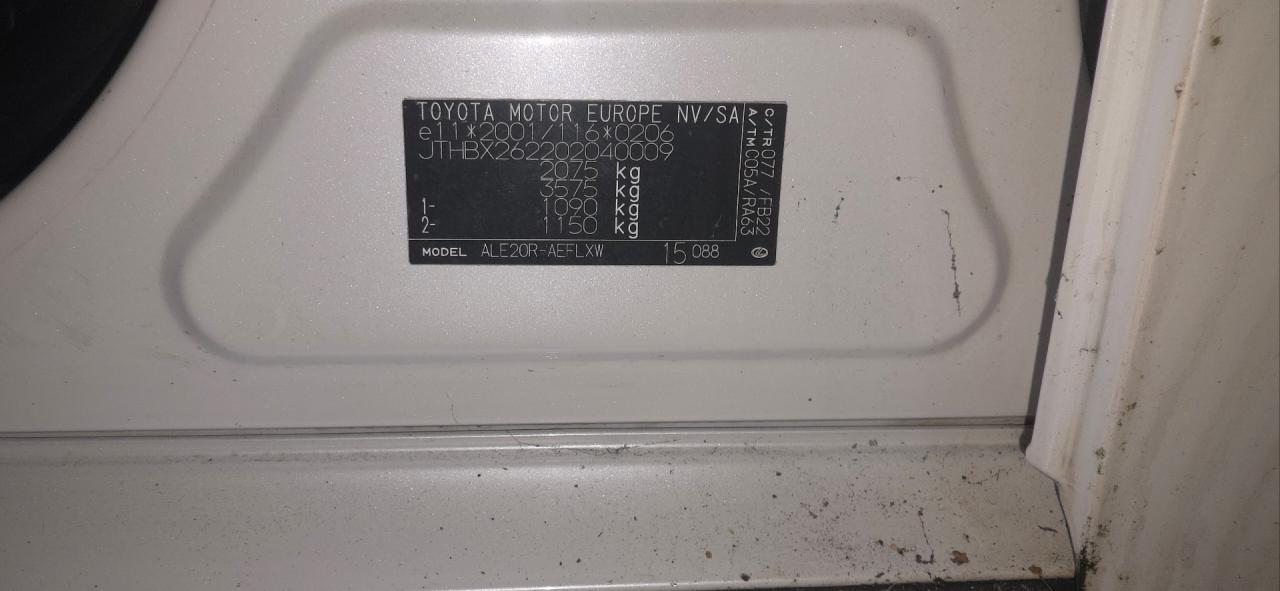 TOYOTA MOTOR EUROPE NV/SA
e11*2001/116*0206
JTHBX262202040009
2075 kg
3575 kg
1- 1090 kg
2- 1150 kg
MODEL ALE20R-AEFLXW 15 088
C/TR 077 /FB22
A/TM C05A/RA63